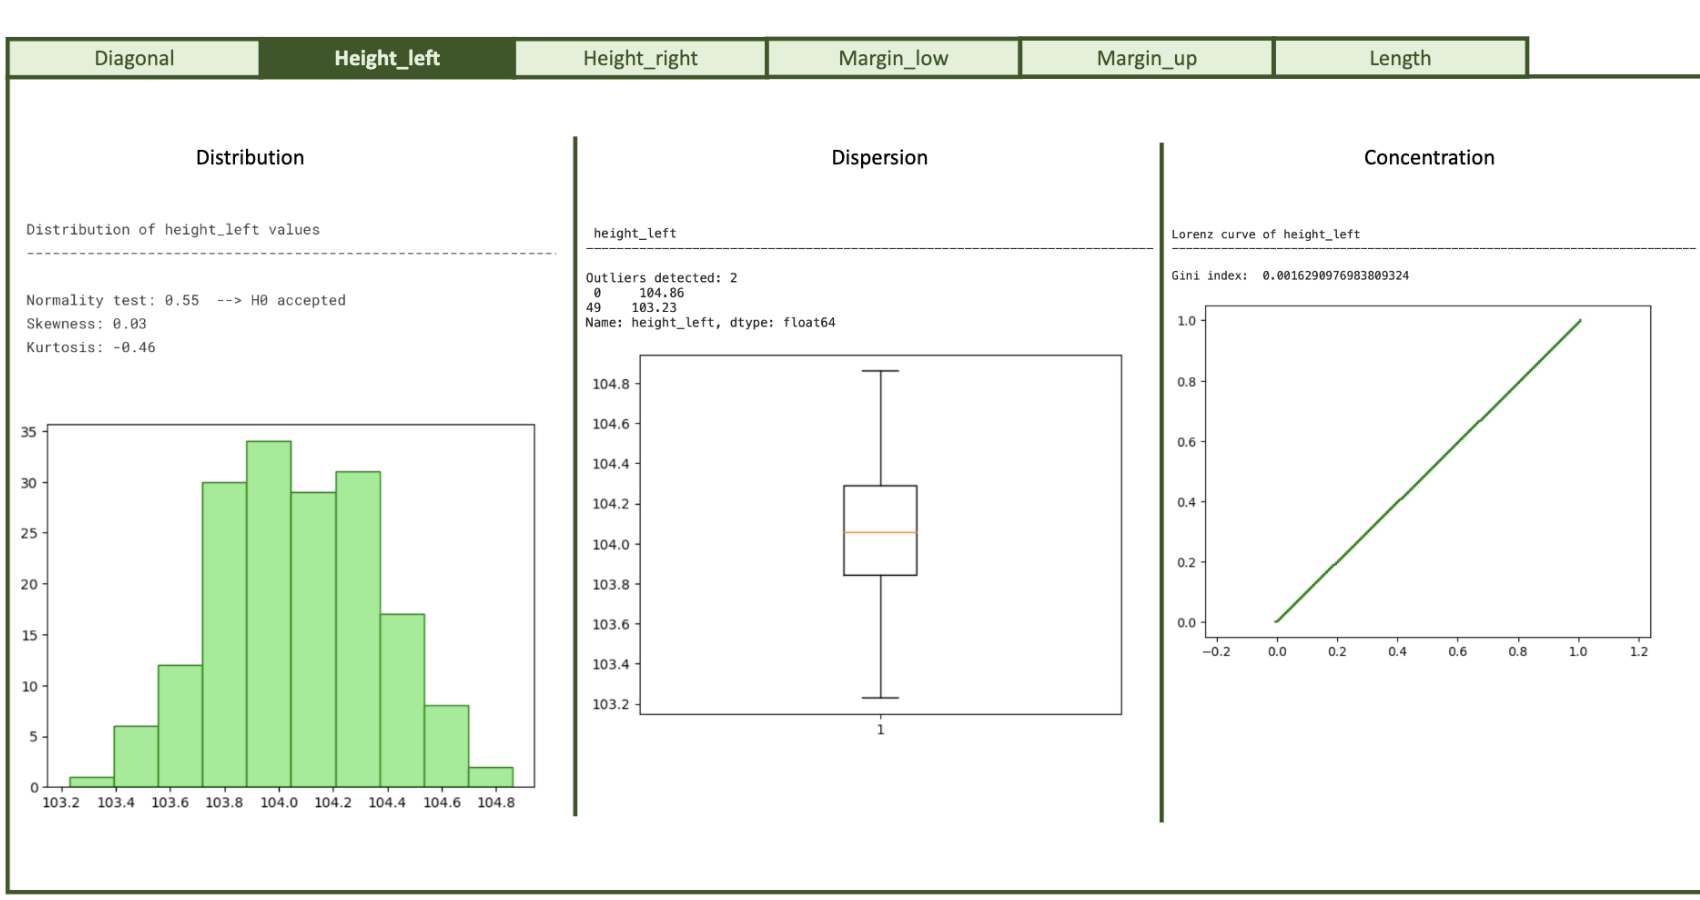 Diagonal Height_left Height_right Margin_low Margin_up Length
Distribution
Distribution of height_left values
--------------------------------------------------------------
Normality test: 0.55  --> H0 accepted
Skewness: 0.03
Kurtosis: -0.46
35
30
25
20
15
10
5
0
103.2 103.4 103.6 103.8 104.0 104.2 104.4 104.6 104.8
Dispersion
height_left
Outliers detected: 2
0     104.86
49    103.23
Name: height_left, dtype: float64
104.8
104.6
104.4
104.2
104.0
103.8
103.6
103.4
103.2
1
Concentration
Lorenz curve of height_left
Gini index:  0.0016290976983809324
1.0
0.8
0.6
0.4
0.2
0.0
−0.2 0.0 0.2 0.4 0.6 0.8 1.0 1.2